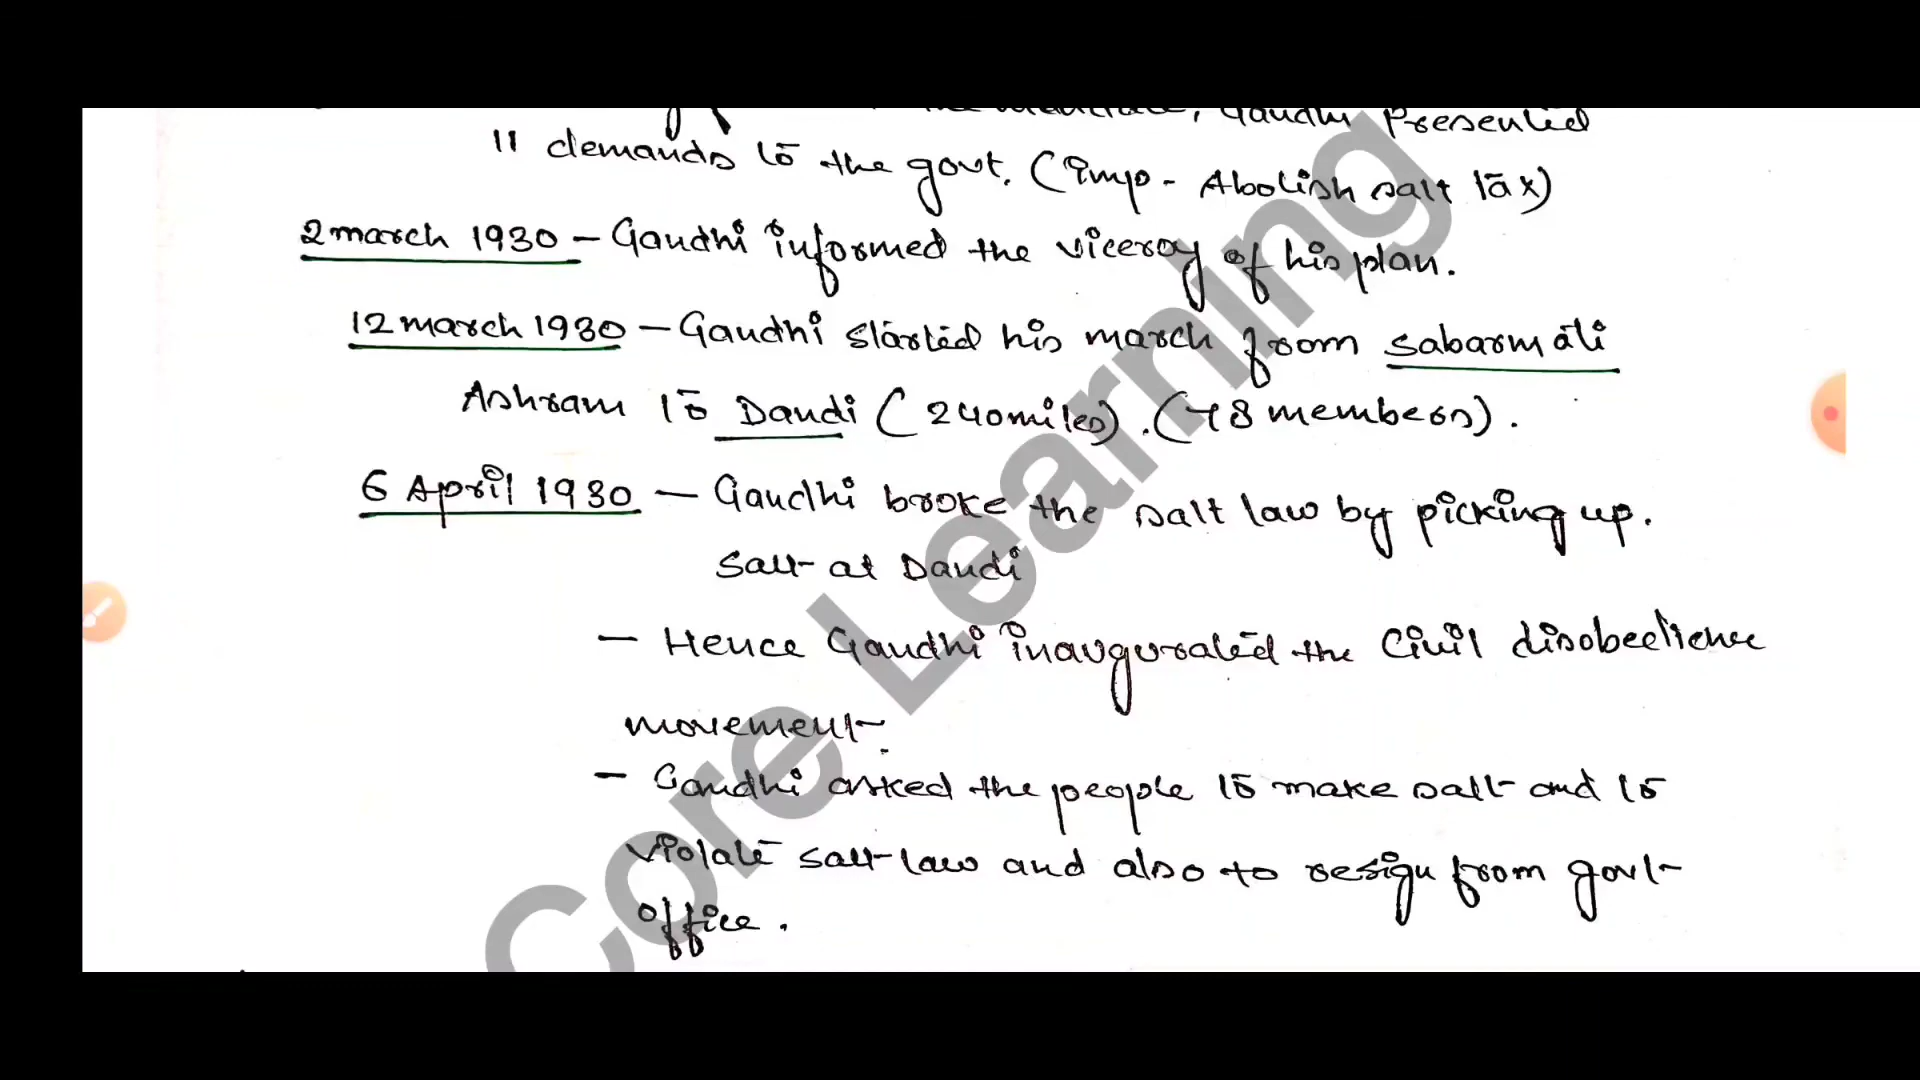 Gandhi Presented
11 demands to the govt. (Imp - Abolish salt tax)
2 march 1930 - Gandhi informed the viceroy of his plan.
12 march 1930 - Gandhi started his march from Sabarmati
Ashram to Dandi (240 miles). (78 members).
6 April 1930 - Gandhi broke the salt law by picking up.
Salt at Dandi
- Hence Gandhi inaugurated the Civil disobedience
movement.
- Gandhi asked the people to make salt and to
violate salt-law and also to resign from govt
office.
Core Learning